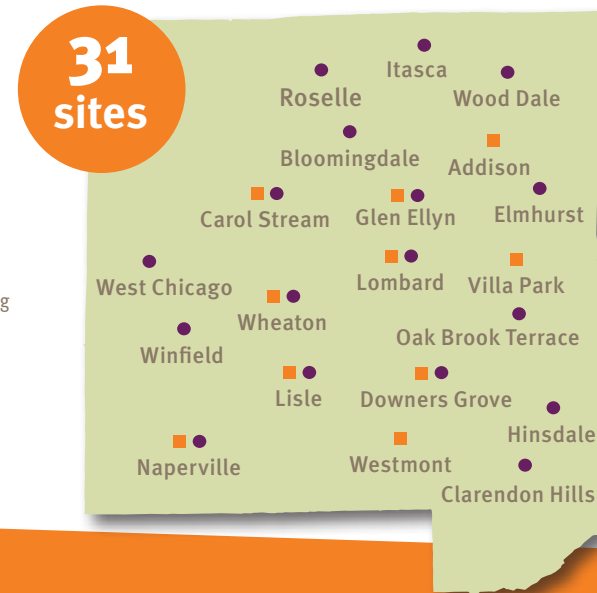 31
sites
Itasca
Roselle
Wood Dale
Bloomingdale
Addison
Carol Stream
Glen Ellyn
Elmhurst
West Chicago
Lombard
Villa Park
g
Wheaton
Oak Brook Terrace
Winfield
Lisle
Downers Grove
Hinsdale
Naperville
Westmont
Clarendon Hills